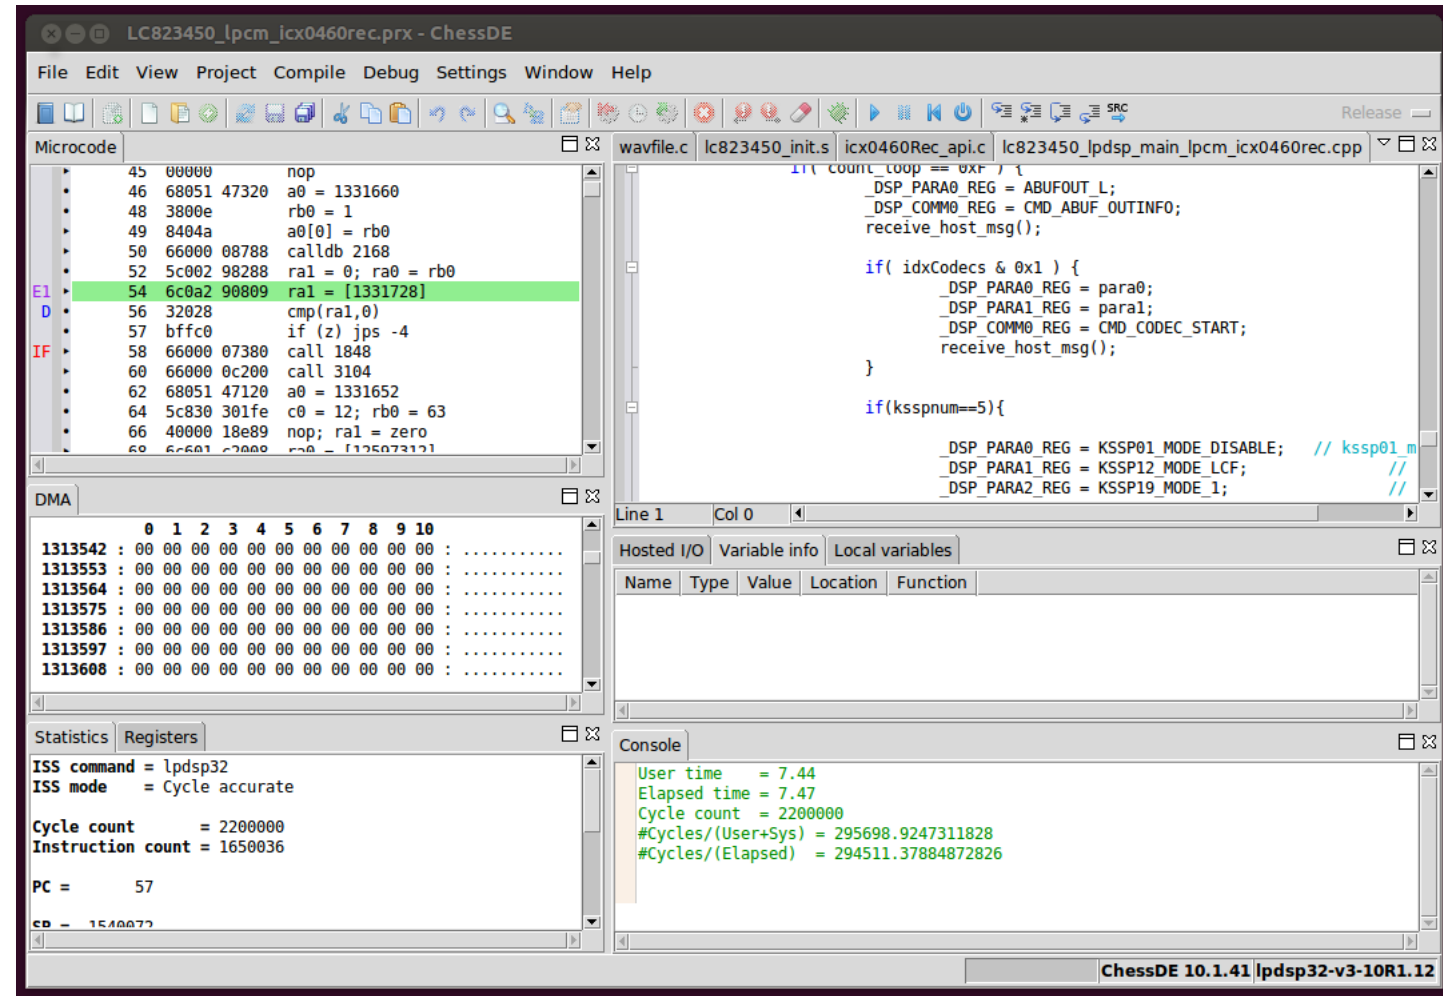 LC823450_lpcm_icx0460rec.prx - ChessDE
File Edit View Project Compile Debug Settings Window Help
SRC
Release
Microcode
45 00000 nop
46 68051 47320 a0 = 1331660
48 3800e rb0 = 1
49 8404a a0[0] = rb0
50 66000 08788 calldb 2168
52 5c002 98288 ra1 = 0; ra0 = rb0
E1 54 6c0a2 90809 ra1 = [1331728]
D 56 32028 cmp(ra1,0)
57 bffc0 if (z) jps -4
IF 58 66000 07380 call 1848
60 66000 0c200 call 3104
62 68051 47120 a0 = 1331652
64 5c830 301fe c0 = 12; rb0 = 63
66 40000 18e89 nop; ra1 = zero
68 6c601 c2008 ra0 = [12597312]
wavfile.c lc823450_init.s icx0460Rec_api.c lc823450_lpdsp_main_lpcm_icx0460rec.cpp
if( count_loop == 0xF ) {
_DSP_PARA0_REG = ABUFOUT_L;
_DSP_COMM0_REG = CMD_ABUF_OUTINFO;
receive_host_msg();
if( idxCodecs & 0x1 ) {
_DSP_PARA0_REG = para0;
_DSP_PARA1_REG = para1;
_DSP_COMM0_REG = CMD_CODEC_START;
receive_host_msg();
}
if(ksspnum==5){
_DSP_PARA0_REG = KSSP01_MODE_DISABLE; // kssp01_m
_DSP_PARA1_REG = KSSP12_MODE_LCF; //
_DSP_PARA2_REG = KSSP19_MODE_1; //
Line 1 Col 0
DMA
0 1 2 3 4 5 6 7 8 9 10
1313542 : 00 00 00 00 00 00 00 00 00 00 00 : ...........
1313553 : 00 00 00 00 00 00 00 00 00 00 00 : ...........
1313564 : 00 00 00 00 00 00 00 00 00 00 00 : ...........
1313575 : 00 00 00 00 00 00 00 00 00 00 00 : ...........
1313586 : 00 00 00 00 00 00 00 00 00 00 00 : ...........
1313597 : 00 00 00 00 00 00 00 00 00 00 00 : ...........
1313608 : 00 00 00 00 00 00 00 00 00 00 00 : ...........
Hosted I/O Variable info Local variables
Name Type Value Location Function
Statistics Registers
ISS command = lpdsp32
ISS mode = Cycle accurate
Cycle count = 2200000
Instruction count = 1650036
PC = 57
SP = 1540072
Console
User time = 7.44
Elapsed time = 7.47
Cycle count = 2200000
#Cycles/(User+Sys) = 295698.9247311828
#Cycles/(Elapsed) = 294511.37884872826
ChessDE 10.1.41 lpdsp32-v3-10R1.12